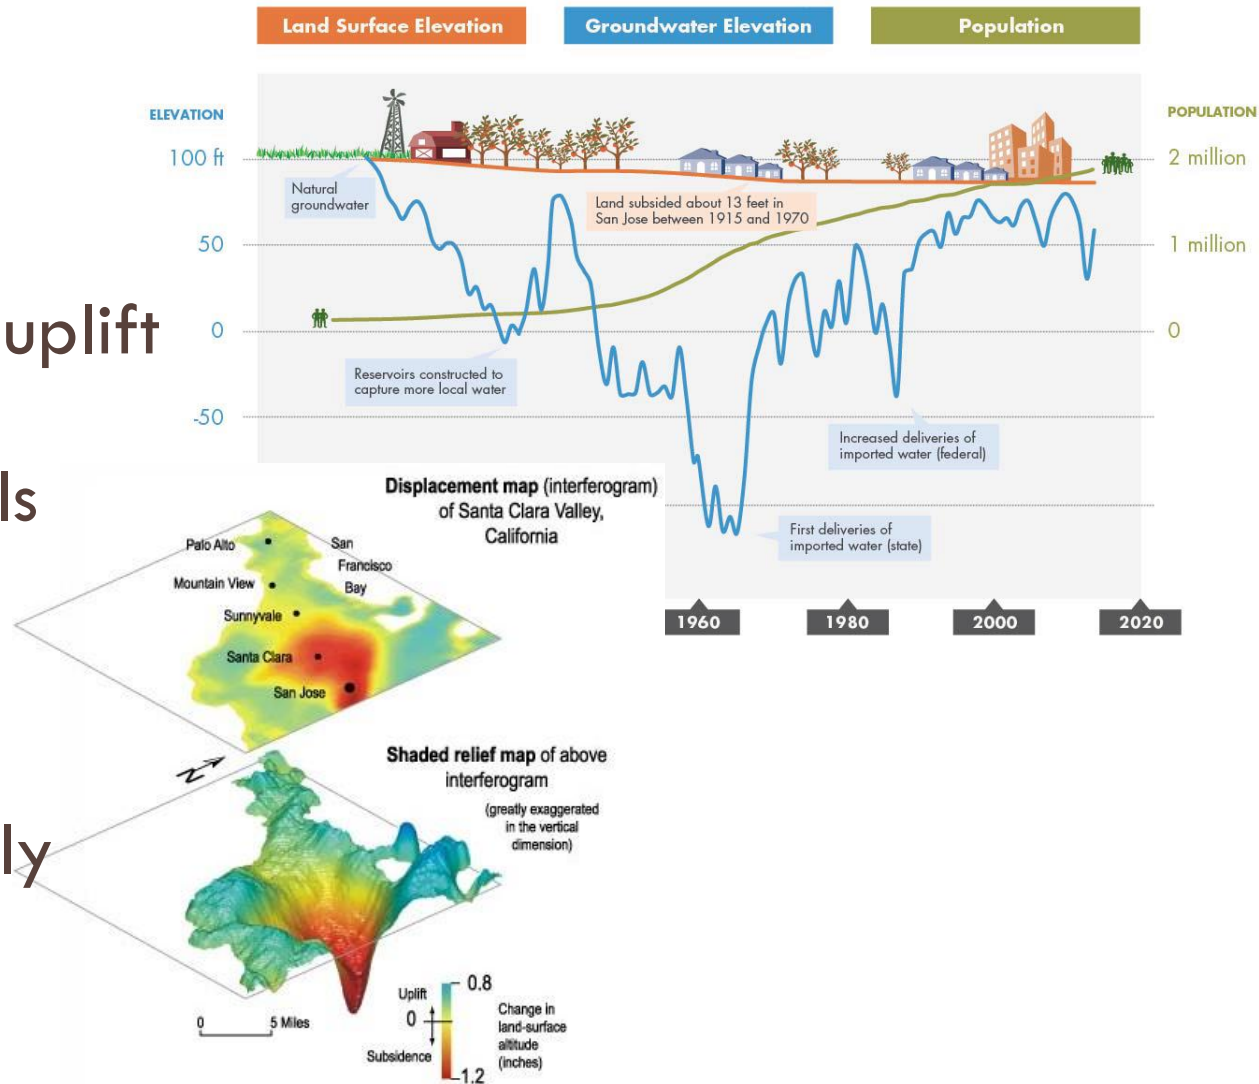 Land Surface Elevation
Groundwater Elevation
Population
ELEVATION
POPULATION
100 ft
2 million
Natural
groundwater
Land subsided about 13 feet in
San Jose between 1915 and 1970
50
1 million
uplift
0
0
Reservoirs constructed to
capture more local water
-50
Increased deliveries of
imported water (federal)
ls
Displacement map (interferogram)
of Santa Clara Valley,
California
First deliveries of
imported water (state)
Palo Alto
San
Francisco
Bay
Mountain View
Sunnyvale
1960
1980
2000
2020
Santa Clara
San Jose
N
Shaded relief map of above
interferogram
(greatly exaggerated
in the vertical
dimension)
ly
Uplift
0.8
0
Subsidence
-1.2
Change in
land-surface
altitude
(inches)
0
5 Miles